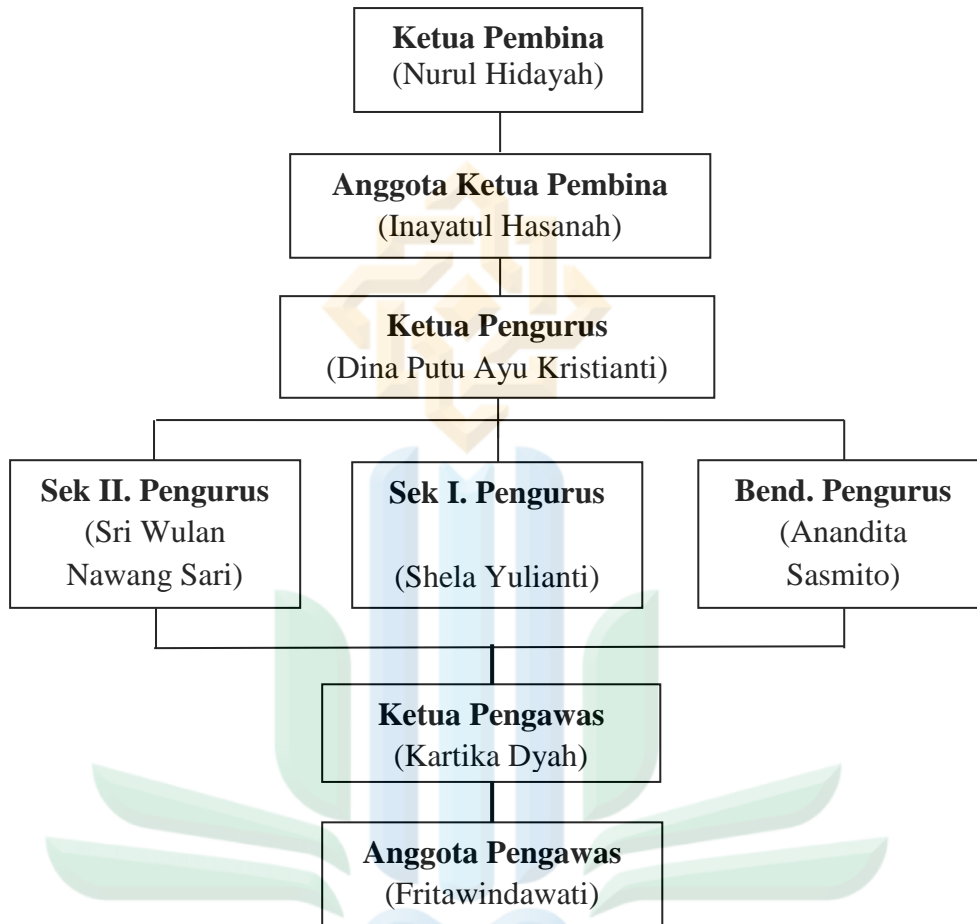 Ketua Pembina
(Nurul Hidayah)
Anggota Ketua Pembina
(Inayatul Hasanah)
Ketua Pengurus
(Dina Putu Ayu Kristianti)
Sek II. Pengurus
(Sri Wulan
Nawang Sari)
Sek I. Pengurus
(Shela Yulianti)
Bend. Pengurus
(Anandita
Sasmito)
Ketua Pengawas
(Kartika Dyah)
Anggota Pengawas
(Fritawindawati)